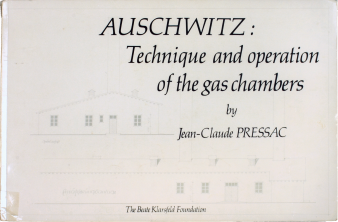 AUSCHWITZ :
Technique and operation
of the gas chambers
by
Jean-Claude PRESSAC
The Beate Klarsfeld Foundation